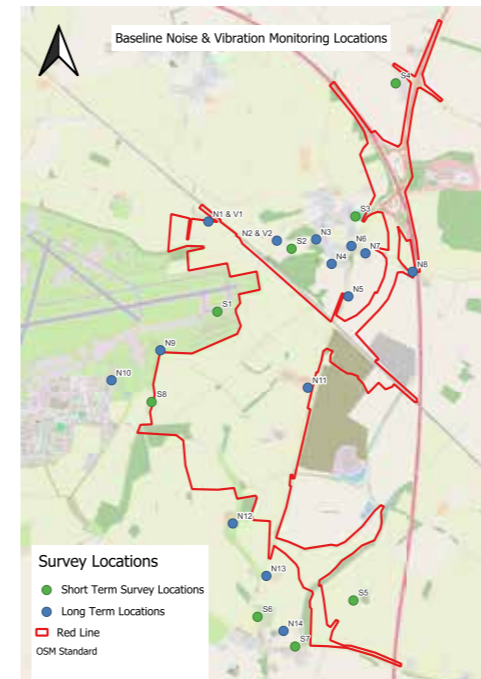 Baseline Noise & Vibration Monitoring Locations
S4
N1 & V1
S3
N2 & V2
N3
S2
N6
N7
N4
N8
N5
S1
N9
N10
N11
S8
N12
N13
S5
S6
N14
S7
Survey Locations
Short Term Survey Locations
Long Term Locations
Red Line
OSM Standard